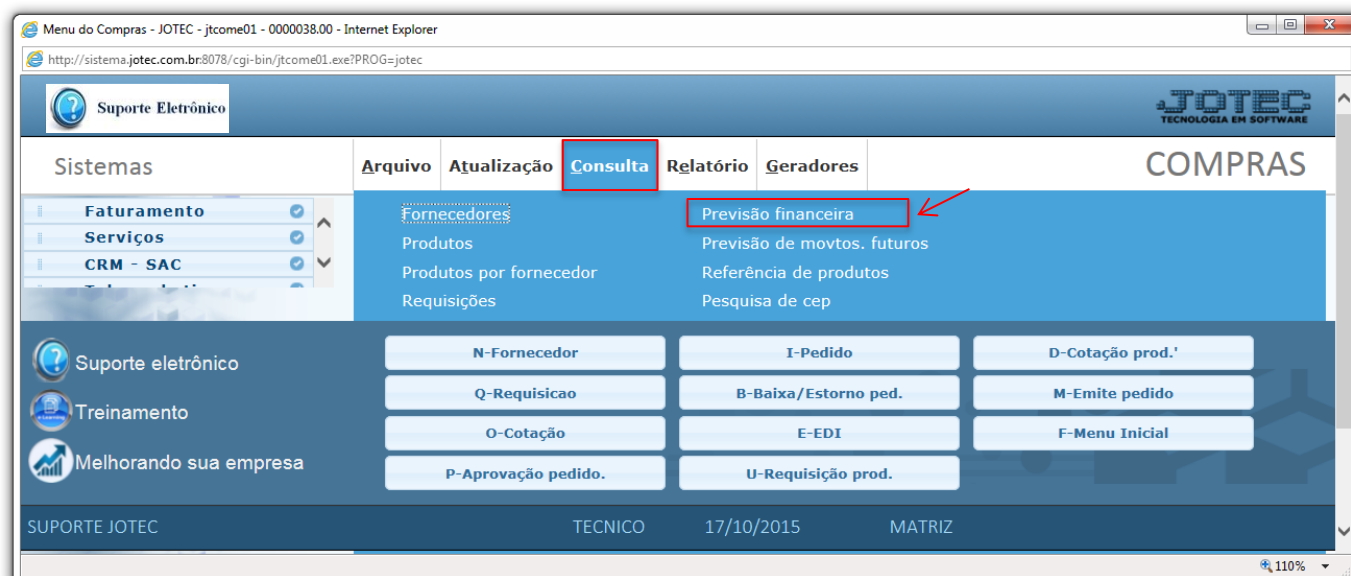 Menu do Compras - JOTEC - jtcome01 - 0000038.00 - Internet Explorer
http://sistema.jotec.com.br:8078/cgi-bin/jtcome01.exe?PROG=jotec
Suporte Eletrônico
JOTEC
TECNOLOGIA EM SOFTWARE
Sistemas
Arquivo Atualização Consulta Relatório Geradores
COMPRAS
Faturamento
Serviços
CRM - SAC
Fornecedores
Produtos
Produtos por fornecedor
Requisições
Previsão financeira
Previsão de movtos. futuros
Referência de produtos
Pesquisa de cep
Suporte eletrônico
Treinamento
Melhorando sua empresa
N-Fornecedor I-Pedido D-Cotação prod.'
Q-Requisicao B-Baixa/Estorno ped. M-Emite pedido
O-Cotação E-EDI F-Menu Inicial
P-Aprovação pedido. U-Requisição prod.
SUPORTE JOTEC TECNICO 17/10/2015 MATRIZ
110%